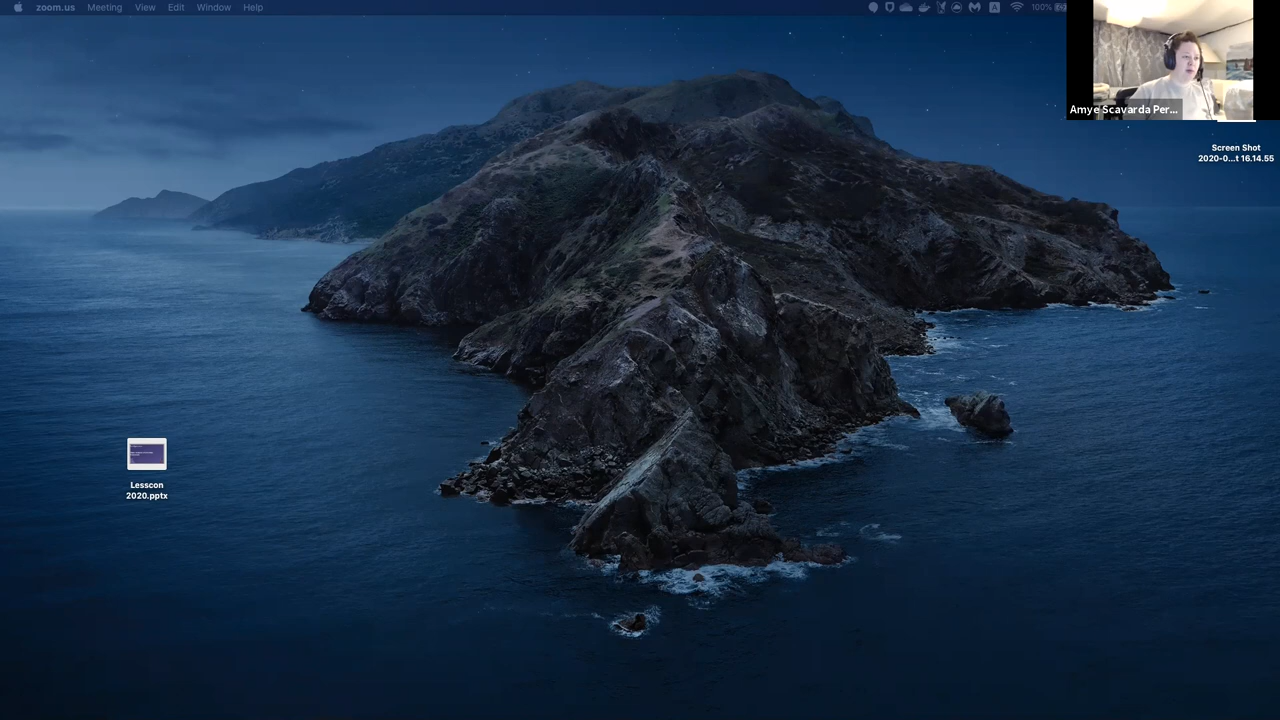 zoom.us Meeting View Edit Window Help
A 100%
Amye Scavarda Per...
Screen Shot
2020-0...t 16.14.55
Lesscon
2020.pptx